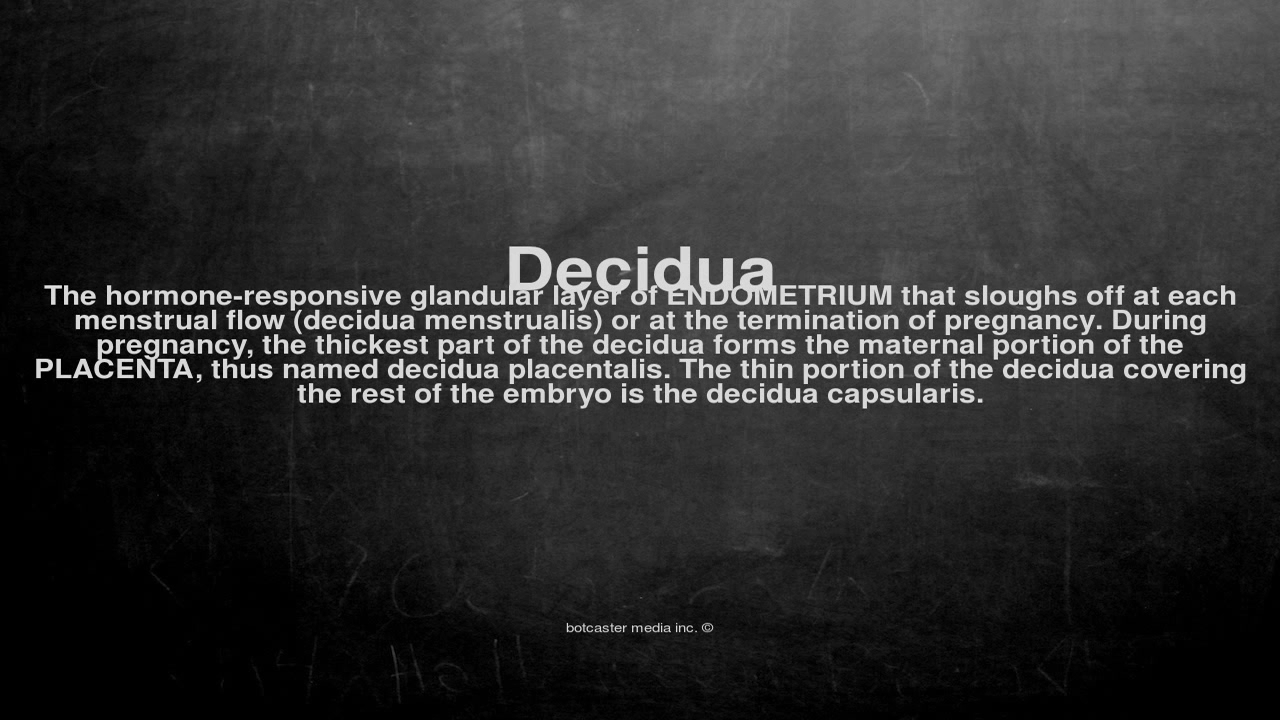 Decidua
The hormone-responsive glandular layer of ENDOMETRIUM that sloughs off at each
menstrual flow (decidua menstrualis) or at the termination of pregnancy. During
pregnancy, the thickest part of the decidua forms the maternal portion of the
PLACENTA, thus named decidua placentalis. The thin portion of the decidua covering
the rest of the embryo is the decidua capsularis.
botcaster media inc. ©